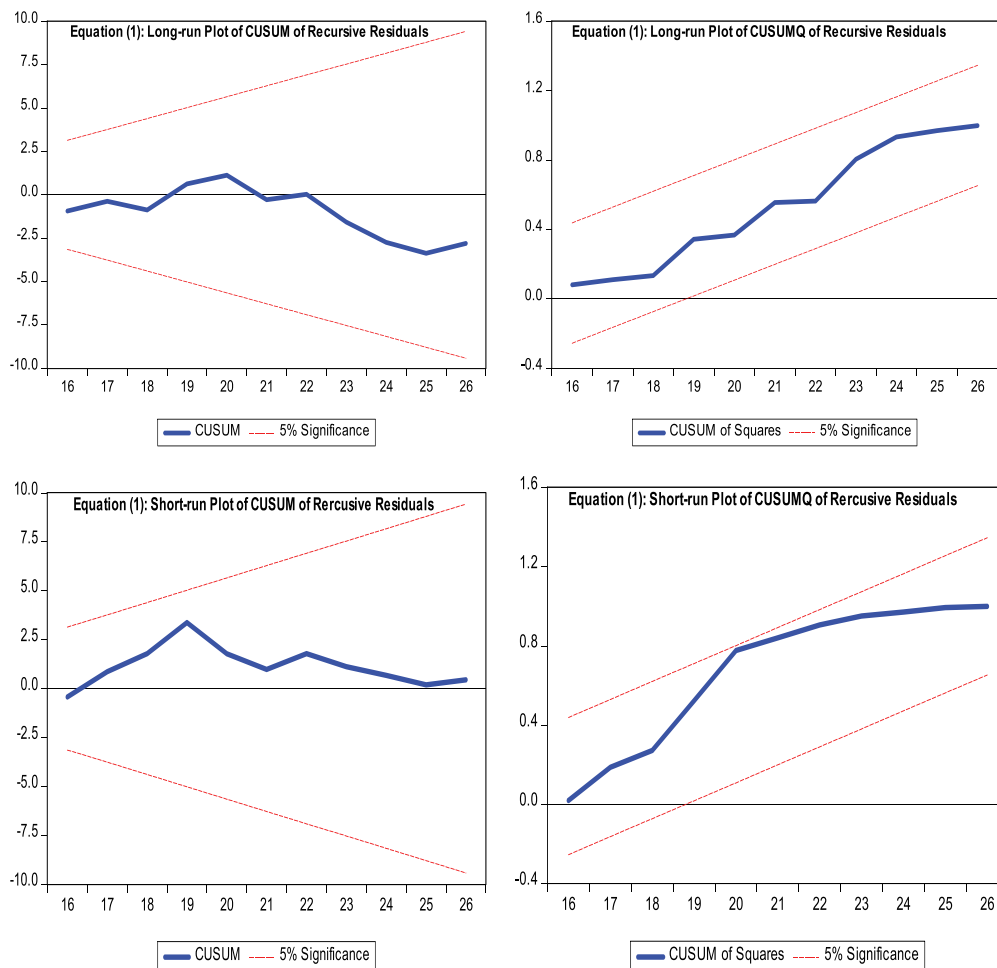 Equation (1): Long-run Plot of CUSUM of Recursive Residuals
10.0
7.5
5.0
2.5
0.0
-2.5
-5.0
-7.5
-10.0
16 17 18 19 20 21 22 23 24 25 26
CUSUM 5% Significance
Equation (1): Long-run Plot of CUSUMQ of Recursive Residuals
1.6
1.2
0.8
0.4
0.0
-0.4
16 17 18 19 20 21 22 23 24 25 26
CUSUM of Squares 5% Significance
Equation (1): Short-run Plot of CUSUM of Rercusive Residuals
10.0
7.5
5.0
2.5
0.0
-2.5
-5.0
-7.5
-10.0
16 17 18 19 20 21 22 23 24 25 26
CUSUM 5% Significance
Equation (1): Short-run Plot of CUSUMQ of Rercusive Residuals
1.6
1.2
0.8
0.4
0.0
-0.4
16 17 18 19 20 21 22 23 24 25 26
CUSUM of Squares 5% Significance